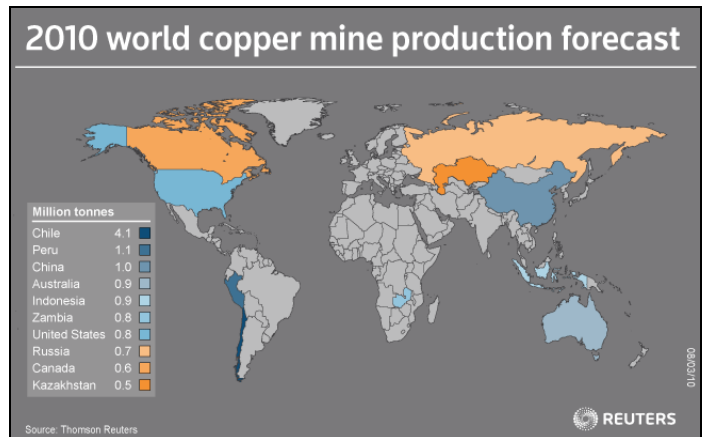 2010 world copper mine production forecast
Million tonnes
Chile 4.1
Peru 1.1
China 1.0
Australia 0.9
Indonesia 0.9
Zambia 0.8
United States 0.8
Russia 0.7
Canada 0.6
Kazakhstan 0.5
08/03/10
Source: Thomson Reuters
REUTERS